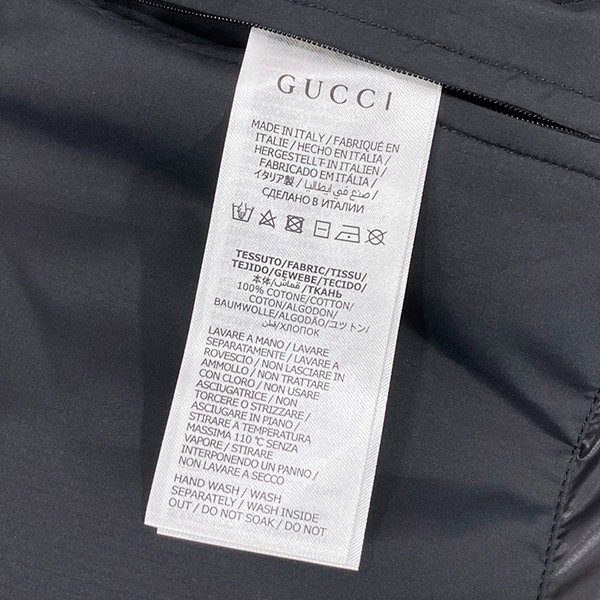 GUCCI
MADE IN ITALY / FABRIQUÉ EN
ITALIE / HECHO EN ITALIA /
HERGESTELLT IN ITALIEN /
FABRICADO EM ITÁLIA /
イタリア製 / صنع في ايطاليا /
СДЕЛАНО В ИТАЛИИ
TESSUTO/FABRIC/TISSU/
TEJIDO/GEWEBE/TECIDO/
本体/قماش/ТКАНЬ
100% COTONE/COTTON/
COTON/ALGODON/
BAUMWOLLE/ALGODÃO/コットン/
قطن/ХЛОПОК
LAVARE A MANO / LAVARE
SEPARATAMENTE / LAVARE A
ROVESCIO / NON LASCIARE IN
AMMOLLO / NON TRATTARE
CON CLORO / NON USARE
ASCIUGATRICE / NON
TORCERE O STRIZZARE /
ASCIUGARE IN PIANO /
STIRARE A TEMPERATURA
MASSIMA 110 °C SENZA
VAPORE / STIRARE
INTERPONENDO UN PANNO /
NON LAVARE A SECCO
HAND WASH / WASH
SEPARATELY / WASH INSIDE
OUT / DO NOT SOAK / DO NOT